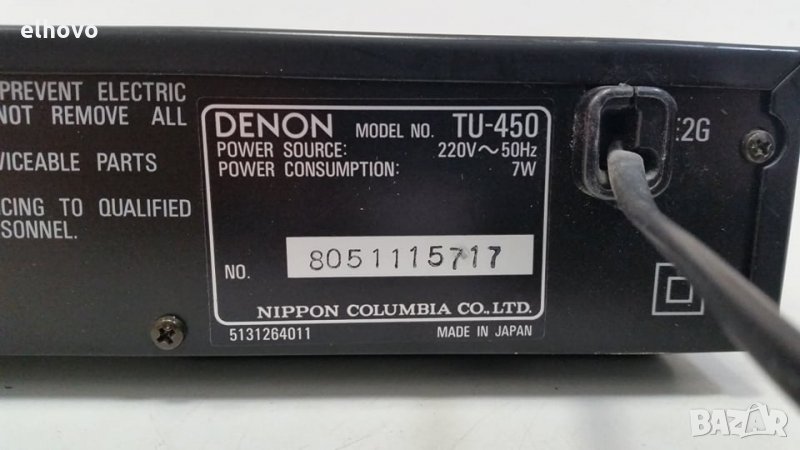 elhovo
PREVENT ELECTRIC
NOT REMOVE ALL
VICEABLE PARTS
CING TO QUALIFIED
SONNEL.
DENON MODEL NO. TU-450
POWER SOURCE: 220V~50Hz
POWER CONSUMPTION: 7W
NO. 8051115717
NIPPON COLUMBIA CO., LTD.
5131264011 MADE IN JAPAN
E2G
BAZAR